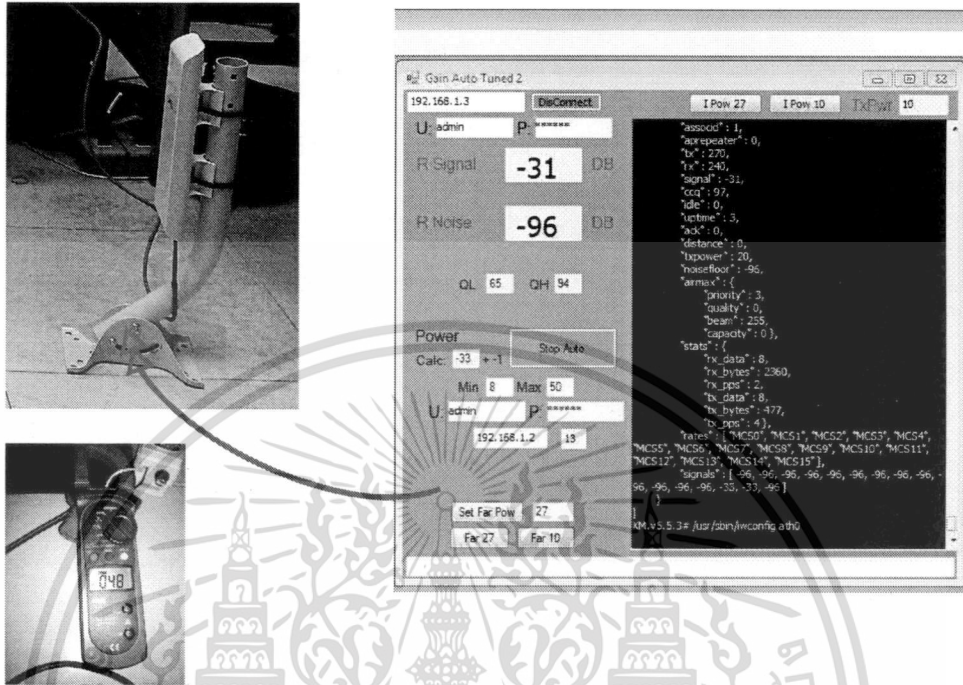 Gain Auto Tuned 2
192.168.1.3 DisConnect I Pow 27 I Pow 10 TxPwr 10
U: admin P: ******
R Signal -31 DB
R Noise -96 DB
QL 65 QH 94
Power
Calc: -33 +-1 Stop Auto
Min 8 Max 50
U: admin P: ******
192.168.1.2 13
Set Far Pow 27
Far 27 Far 10
"associd" : 1,
"aprepeater" : 0,
"tx" : 270,
"rx" : 240,
"signal" : -31,
"ccq" : 97,
"idle" : 0,
"uptime" : 3,
"ack" : 0,
"distance" : 0,
"txpower" : 20,
"noisefloor" : -96,
"airmax" : {
"priority" : 3,
"quality" : 0,
"beam" : 255,
"capacity" : 0 },
"stats" : {
"rx_data" : 8,
"rx_bytes" : 2360,
"rx_pps" : 2,
"tx_data" : 8,
"tx_bytes" : 477,
"tx_pps" : 4 },
"rates" : [ "MCS0", "MCS1", "MCS2", "MCS3", "MCS4",
"MCS5", "MCS6", "MCS7", "MCS8", "MCS9", "MCS10", "MCS11",
"MCS12", "MCS13", "MCS14", "MCS15" ],
"signals" : [ -96, -96, -96, -96, -96, -96, -96, -96, -96, -
96, -96, -96, -96, -33, -33, -96 ]
}
]
XM.v5.5.3# /usr/sbin/iwconfig ath0
048
CE